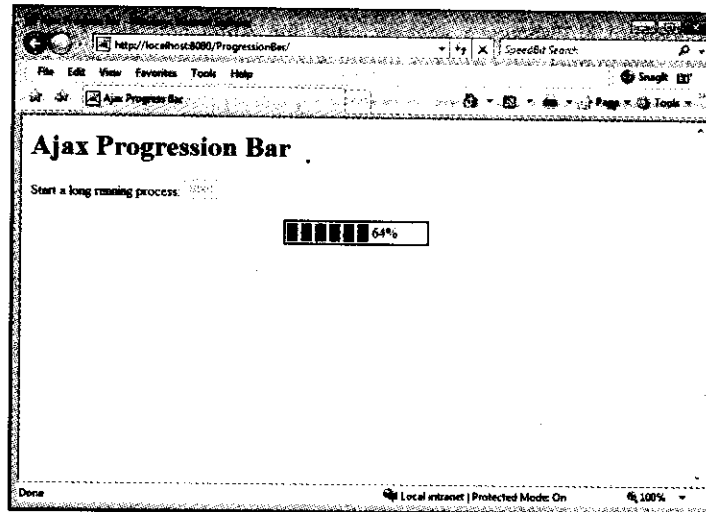 http://localhost:8080/ProgressionBar/
SpeedBit Search
File Edit View Favorites Tools Help
SnagIt
Ajax Progress Bar
Page Tools
Ajax Progression Bar
Start a long running process:
64%
Done
Local intranet | Protected Mode: On
100%